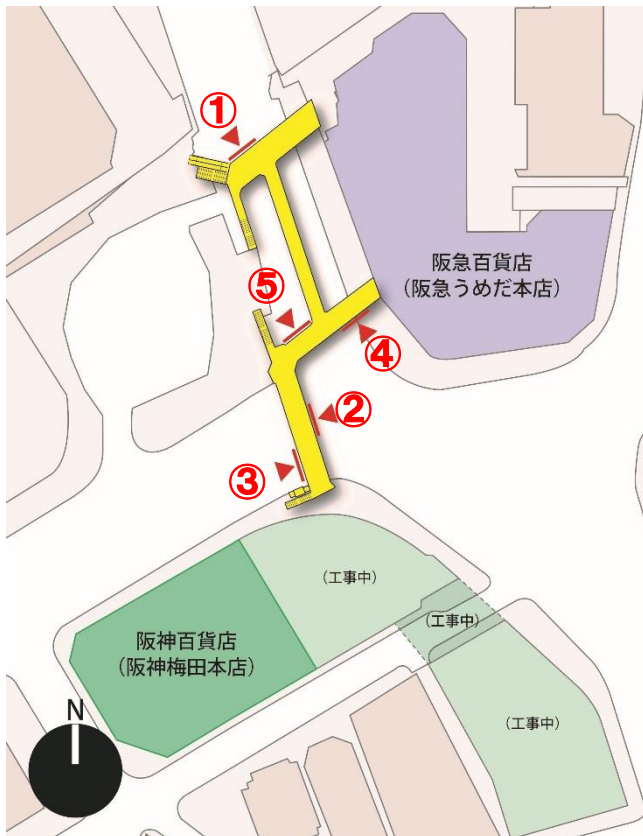 ①
阪急百貨店
(阪急うめだ本店)
⑤
④
②
③
(工事中)
(工事中)
阪神百貨店
(阪神梅田本店)
(工事中)
N